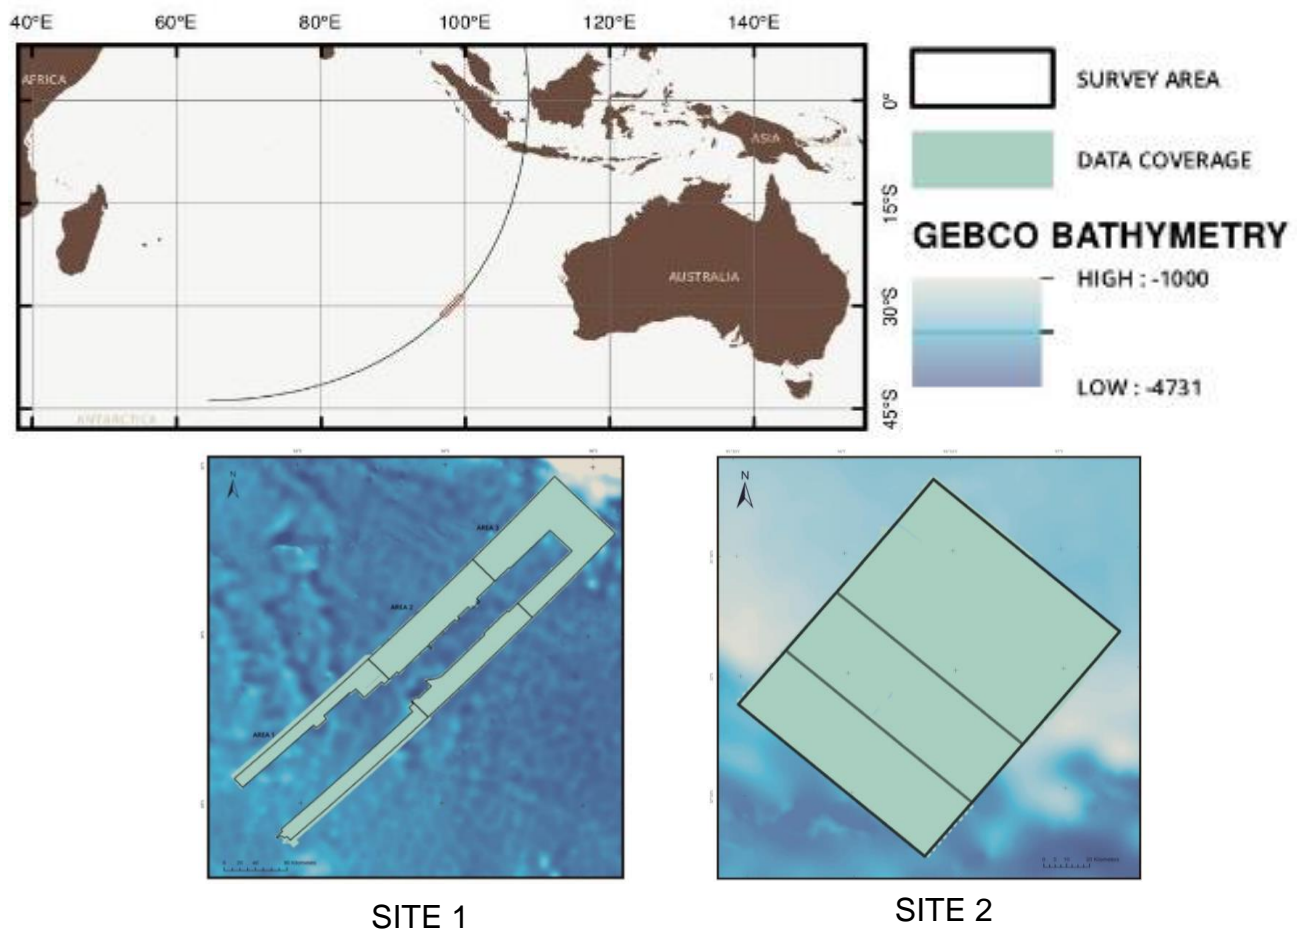 40°E 60°E 80°E 100°E 120°E 140°E
AFRICA
ASIA
AUSTRALIA
ANTARCTICA
0°
15°S
30°S
45°S
SURVEY AREA
DATA COVERAGE
GEBCO BATHYMETRY
HIGH : -1000
LOW : -4731
N
AREA 3
AREA 2
AREA 1
N
SITE 1
SITE 2